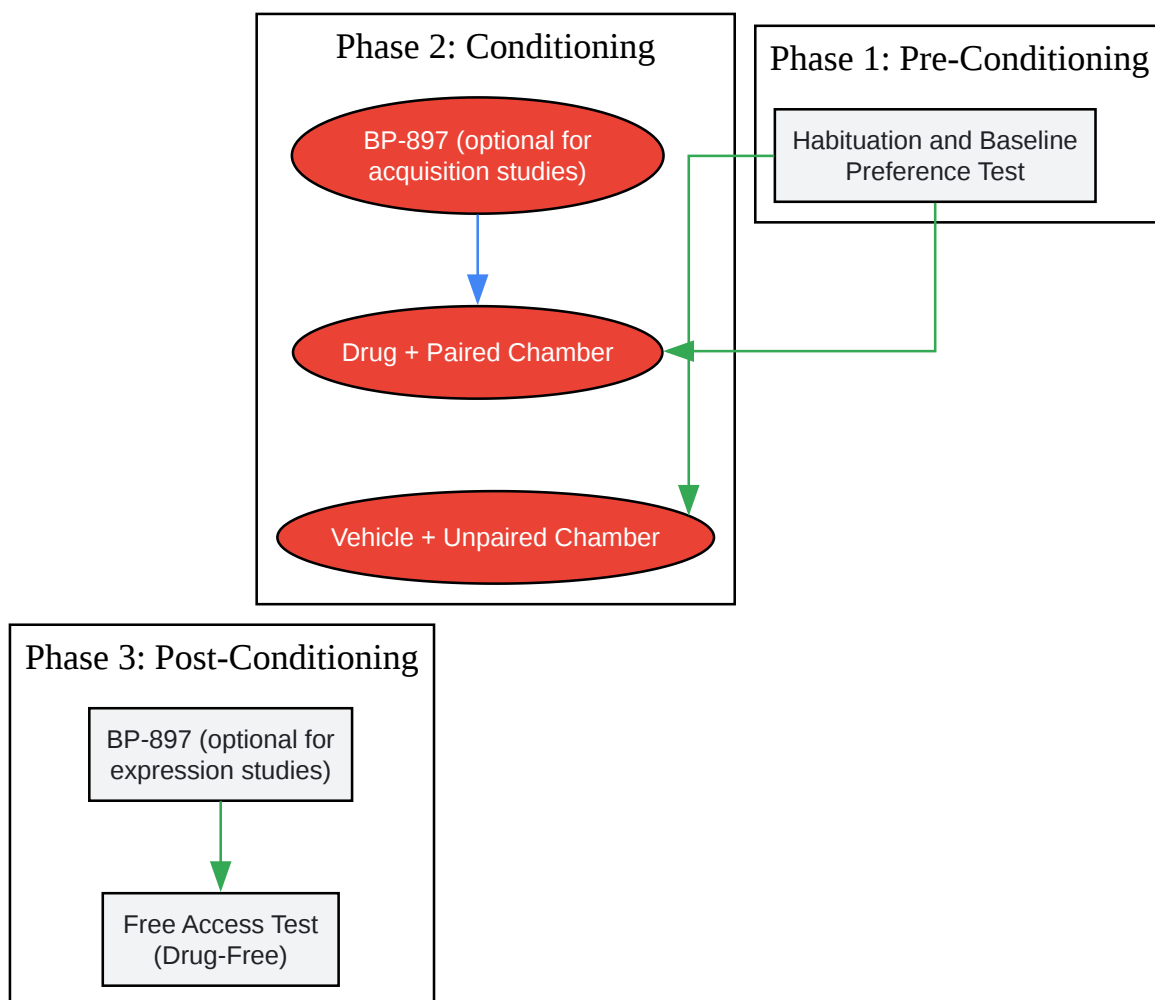 Phase 2: Conditioning
BP-897 (optional for
acquisition studies)
Drug + Paired Chamber
Vehicle + Unpaired Chamber
Phase 1: Pre-Conditioning
Habituation and Baseline
Preference Test
Phase 3: Post-Conditioning
BP-897 (optional for
expression studies)
Free Access Test
(Drug-Free)